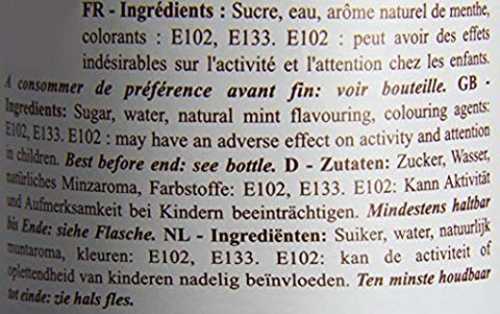 FR - Ingrédients : Sucre, eau, arôme naturel de menthe,
colorants : E102, E133. E102 : peut avoir des effets
indésirables sur l'activité et l'attention chez les enfants.
A consommer de préférence avant fin: voir bouteille. GB -
Ingredients: Sugar, water, natural mint flavouring, colouring agents:
E102, E133. E102 : may have an adverse effect on activity and attention
in children. Best before end: see bottle. D - Zutaten: Zucker, Wasser,
natürliches Minzaroma, Farbstoffe: E102, E133. E102: Kann Aktivität
und Aufmerksamkeit bei Kindern beeinträchtigen. Mindestens haltbar
bis Ende: siehe Flasche. NL - Ingrediënten: Suiker, water, natuurlijk
muntaroma, kleuren: E102, E133. E102: kan de activiteit of
oplettendheid van kinderen nadelig beïnvloeden. Ten minste houdbaar
tot einde: zie hals fles.